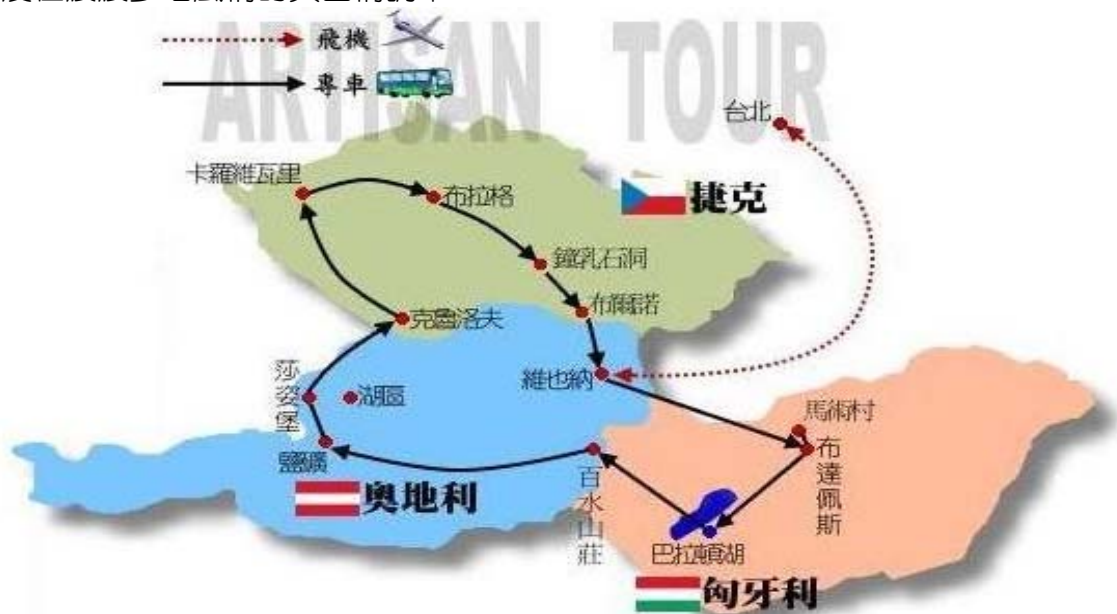 飛機
專車
ARTISAN TOUR
台北
卡羅維瓦里
布拉格
捷克
鐘乳石洞
布爾諾
克魯洛夫
維也納
莎姿堡
湖區
馬術村
布達佩斯
鹽礦
奧地利
百水山莊
巴拉頓湖
匈牙利